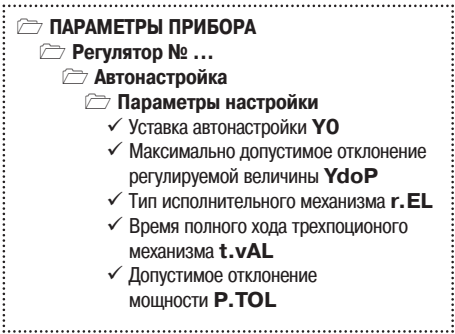 ПАРАМЕТРЫ ПРИБОРА
Регулятор № ...
Автонастройка
Параметры настройки
✓ Уставка автонастройки Y0
✓ Максимально допустимое отклонение
регулируемой величины YdoP
✓ Тип исполнительного механизма r.EL
✓ Время полного хода трехпоционого
механизма t.vAL
✓ Допустимое отклонение
мощности P.TOL